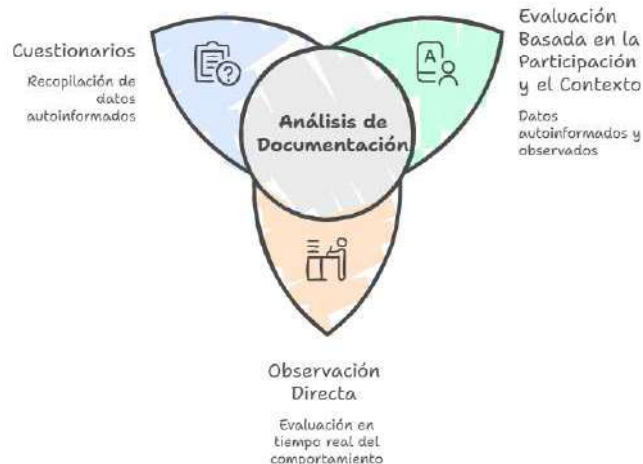 Cuestionarios
Recopilación de
datos
autoinformados
A
?
Evaluación
Basada en la
Participación
y el Contexto
Datos
autoinformados y
observados
Análisis de
Documentación
Observación
Directa
Evaluación en
tiempo real del
comportamiento